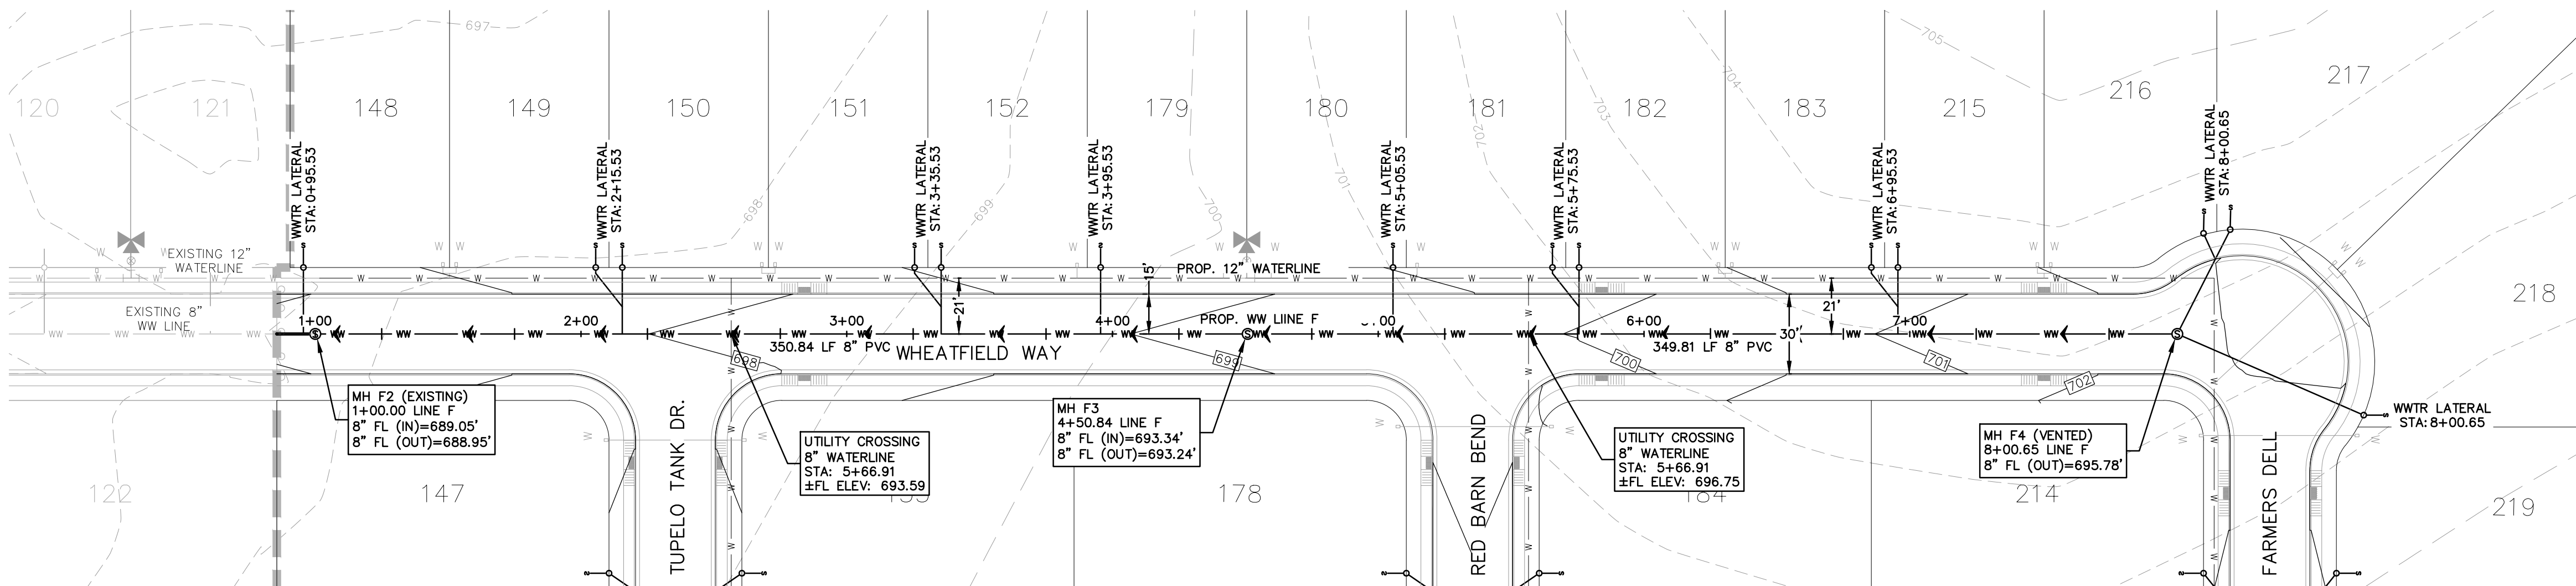 697
705
704
703
702
701
700
699
698
120
121
148
149
150
151
152
179
180
181
182
183
215
216
217
218
219
WWTR LATERAL
STA: 0+95.53
WWTR LATERAL
STA: 2+15.53
WWTR LATERAL
STA: 3+35.53
WWTR LATERAL
STA: 3+95.53
WWTR LATERAL
STA: 5+05.53
WWTR LATERAL
STA: 5+75.53
WWTR LATERAL
STA: 6+95.53
WWTR LATERAL
STA: 8+00.65
EXISTING 12"
WATERLINE
PROP. 12" WATERLINE
EXISTING 8"
WW LINE
PROP. WW LIINE F
15'
21'
21'
30'
1+00
2+00
3+00
4+00
6+00
7+00
350.84 LF 8" PVC
WHEATFIELD WAY
349.81 LF 8" PVC
698
699
700
701
702
MH F2 (EXISTING)
1+00.00 LINE F
8" FL (IN)=689.05'
8" FL (OUT)=688.95'
UTILITY CROSSING
8" WATERLINE
STA: 5+66.91
±FL ELEV: 693.59
MH F3
4+50.84 LINE F
8" FL (IN)=693.34'
8" FL (OUT)=693.24'
UTILITY CROSSING
8" WATERLINE
STA: 5+66.91
±FL ELEV: 696.75
MH F4 (VENTED)
8+00.65 LINE F
8" FL (OUT)=695.78'
WWTR LATERAL
STA: 8+00.65
122
147
178
184
214
TUPELO TANK DR.
RED BARN BEND
FARMERS DELL